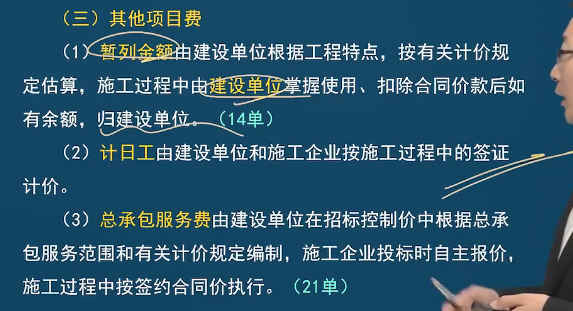 （三）其他项目费
（1）暂列金额由建设单位根据工程特点，按有关计价规
定估算，施工过程中由建设单位掌握使用、扣除合同价款后如
有余额，归建设单位。（14单）
（2）计日工由建设单位和施工企业按施工过程中的签证
计价。
（3）总承包服务费由建设单位在招标控制价中根据总承
包服务范围和有关计价规定编制，施工企业投标时自主报价，
施工过程中按签约合同价执行。（21单）